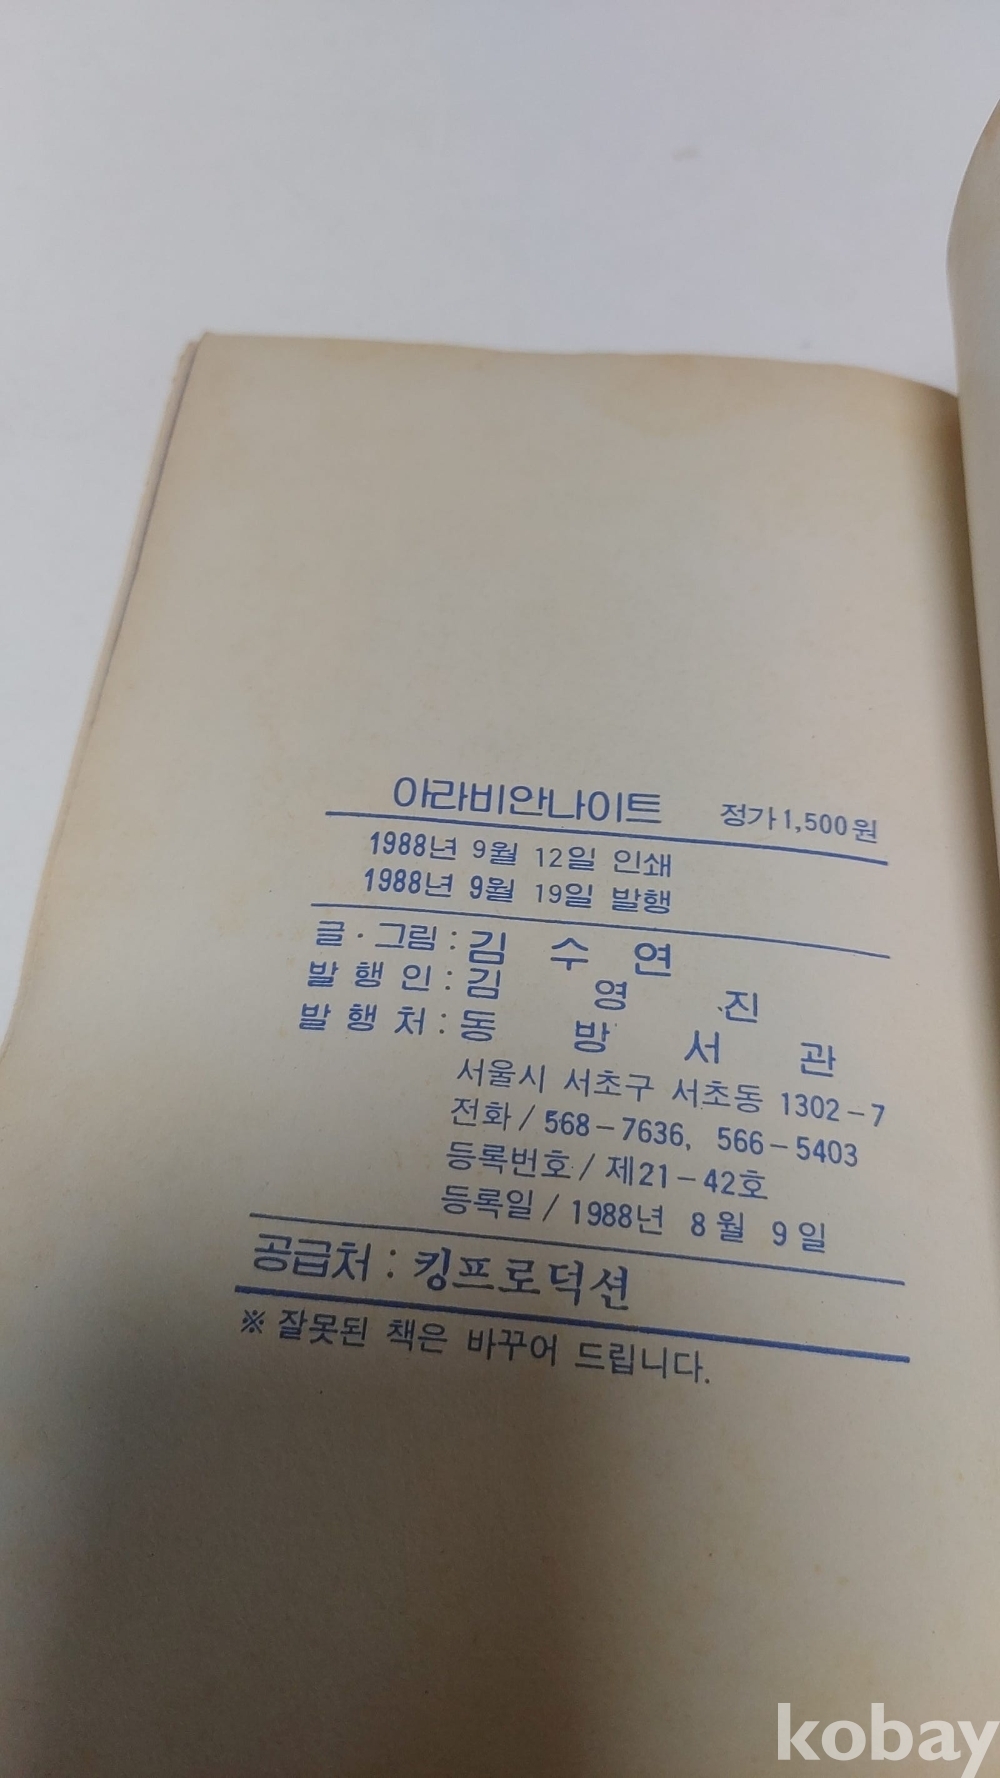 아라비안나이트 정가 1,500원
1988년 9월 12일 인쇄
1988년 9월 19일 발행
글·그림 : 김 수 연
발 행 인 : 김 영 진
발 행 처 : 동 방 서 관
서울시 서초구 서초동 1302-7
전화 / 568-7636, 566-5403
등록번호 / 제21-42호
등록일 / 1988년 8월 9일
공급처 : 킹프로덕션
※ 잘못된 책은 바꾸어 드립니다.
kobay